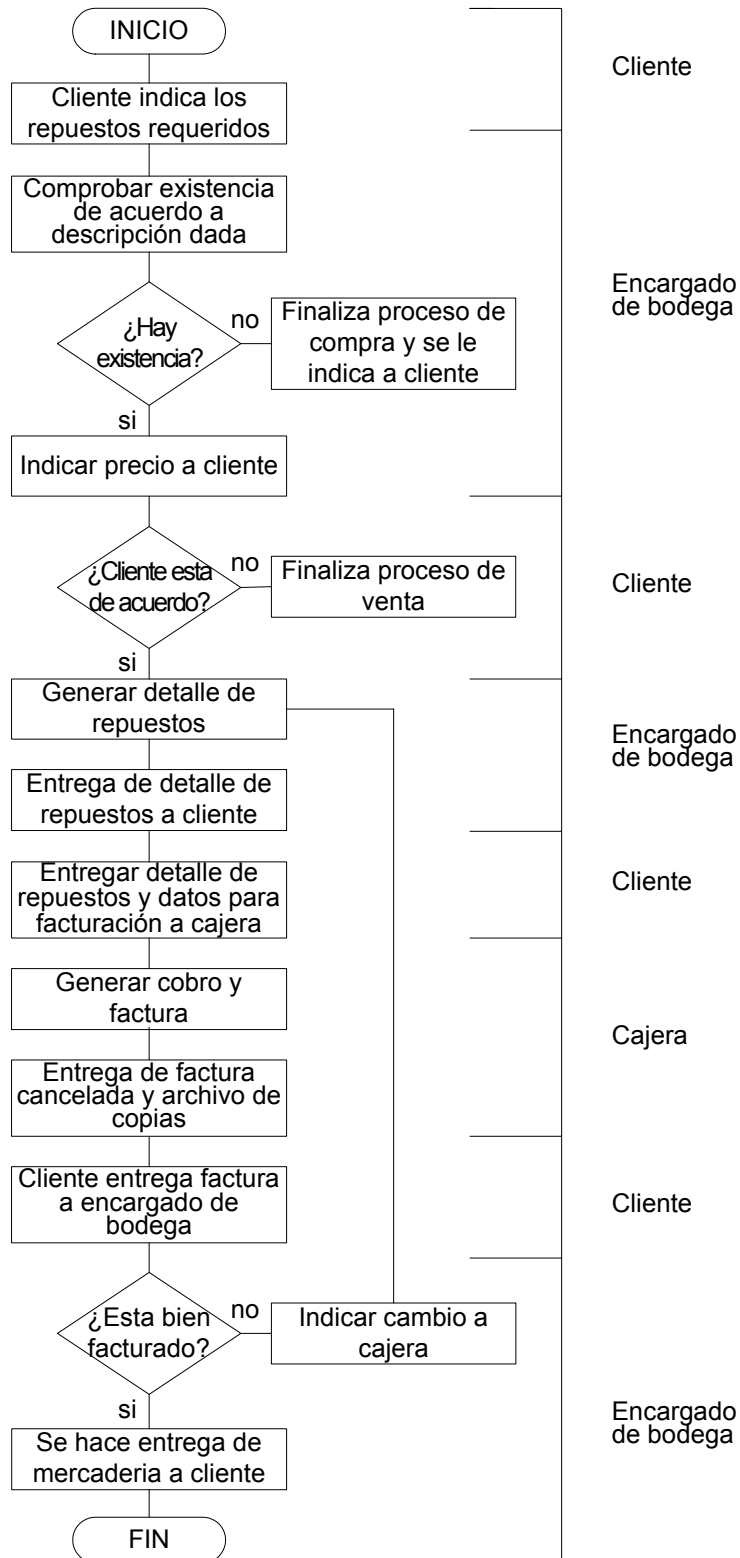 INICIO
Cliente
Cliente indica los
repuestos requeridos
Comprobar existencia
de acuerdo a
descripción dada
Encargado
de bodega
¿Hay
existencia?
no
Finaliza proceso de
compra y se le
indica a cliente
si
Indicar precio a cliente
¿Cliente esta
de acuerdo?
no
Finaliza proceso de
venta
Cliente
si
Generar detalle de
repuestos
Encargado
de bodega
Entrega de detalle de
repuestos a cliente
Entregar detalle de
repuestos y datos para
facturación a cajera
Cliente
Generar cobro y
factura
Cajera
Entrega de factura
cancelada y archivo de
copias
Cliente entrega factura
a encargado de
bodega
Cliente
¿Esta bien
facturado?
no
Indicar cambio a
cajera
si
Encargado
de bodega
Se hace entrega de
mercaderia a cliente
FIN